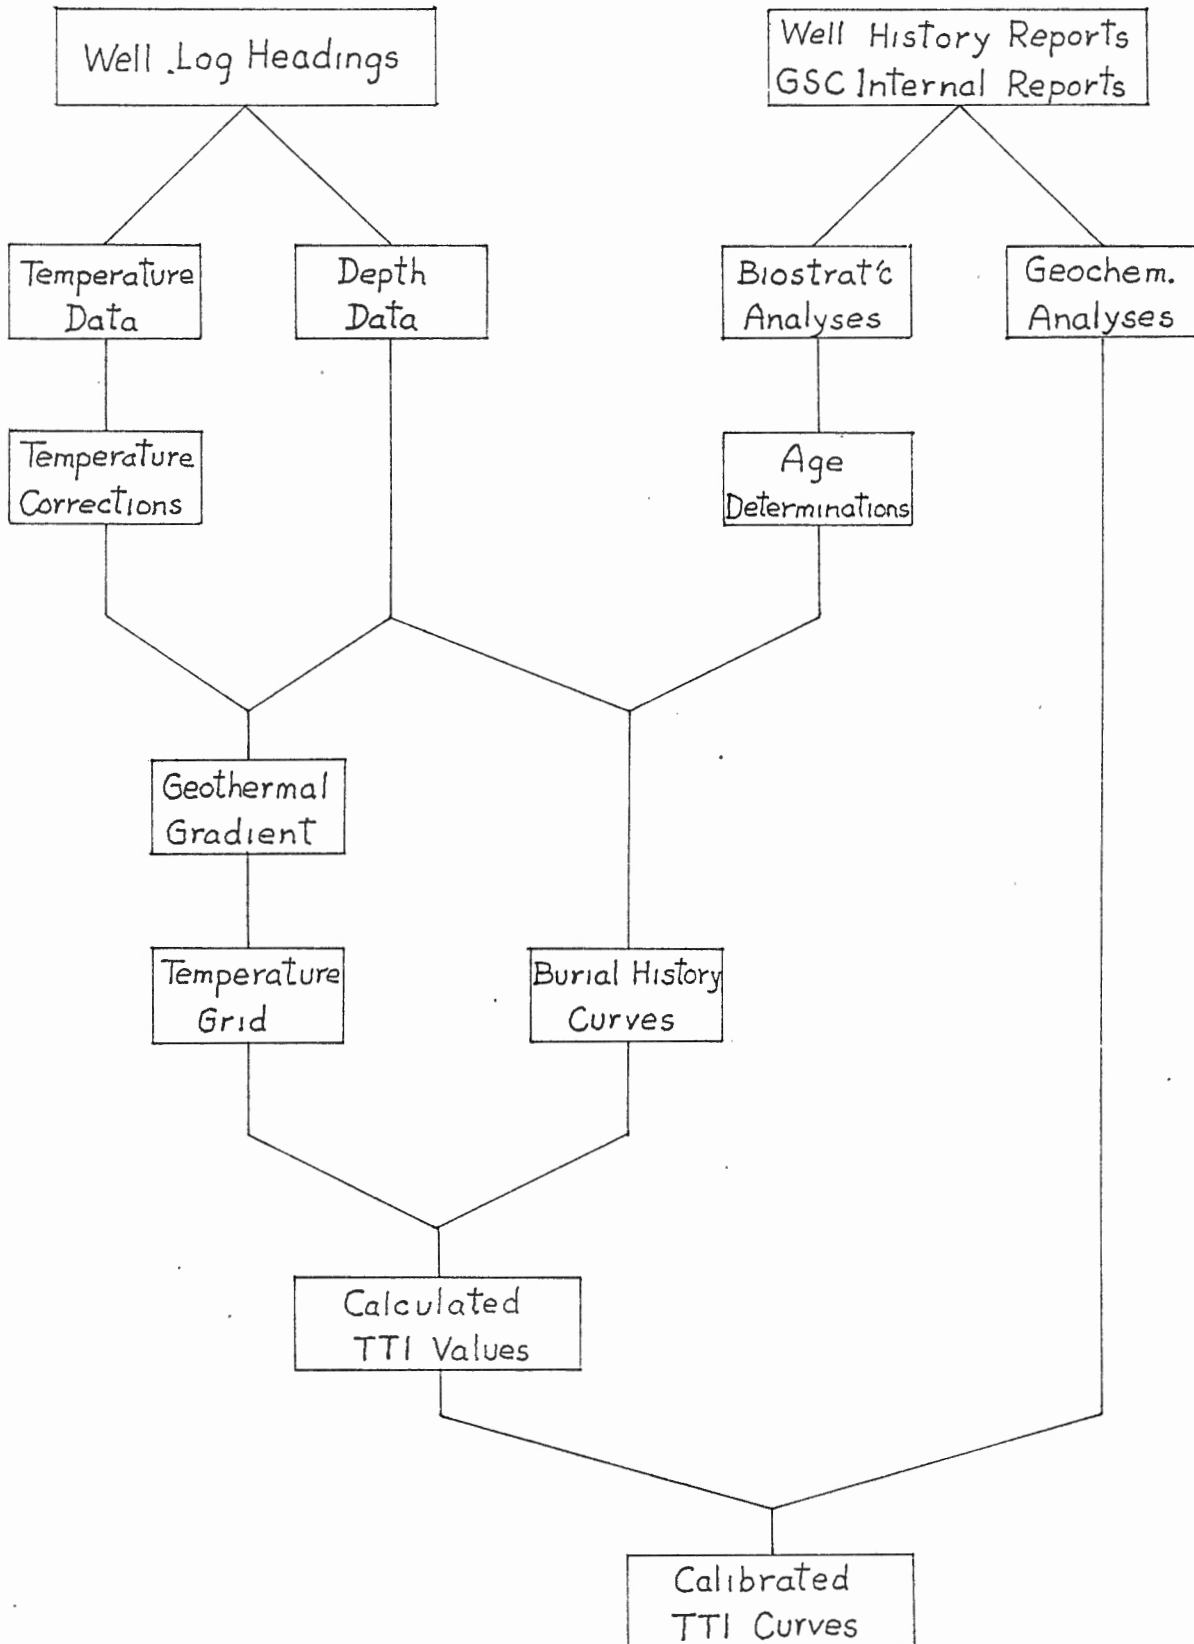 Well Log Headings
Well History Reports
GSC Internal Reports
Temperature
Data
Depth
Data
Biostrat'c
Analyses
Geochem.
Analyses
Temperature
Corrections
Age
Determinations
Geothermal
Gradient
Temperature
Grid
Burial History
Curves
Calculated
TTI Values
Calibrated
TTI Curves